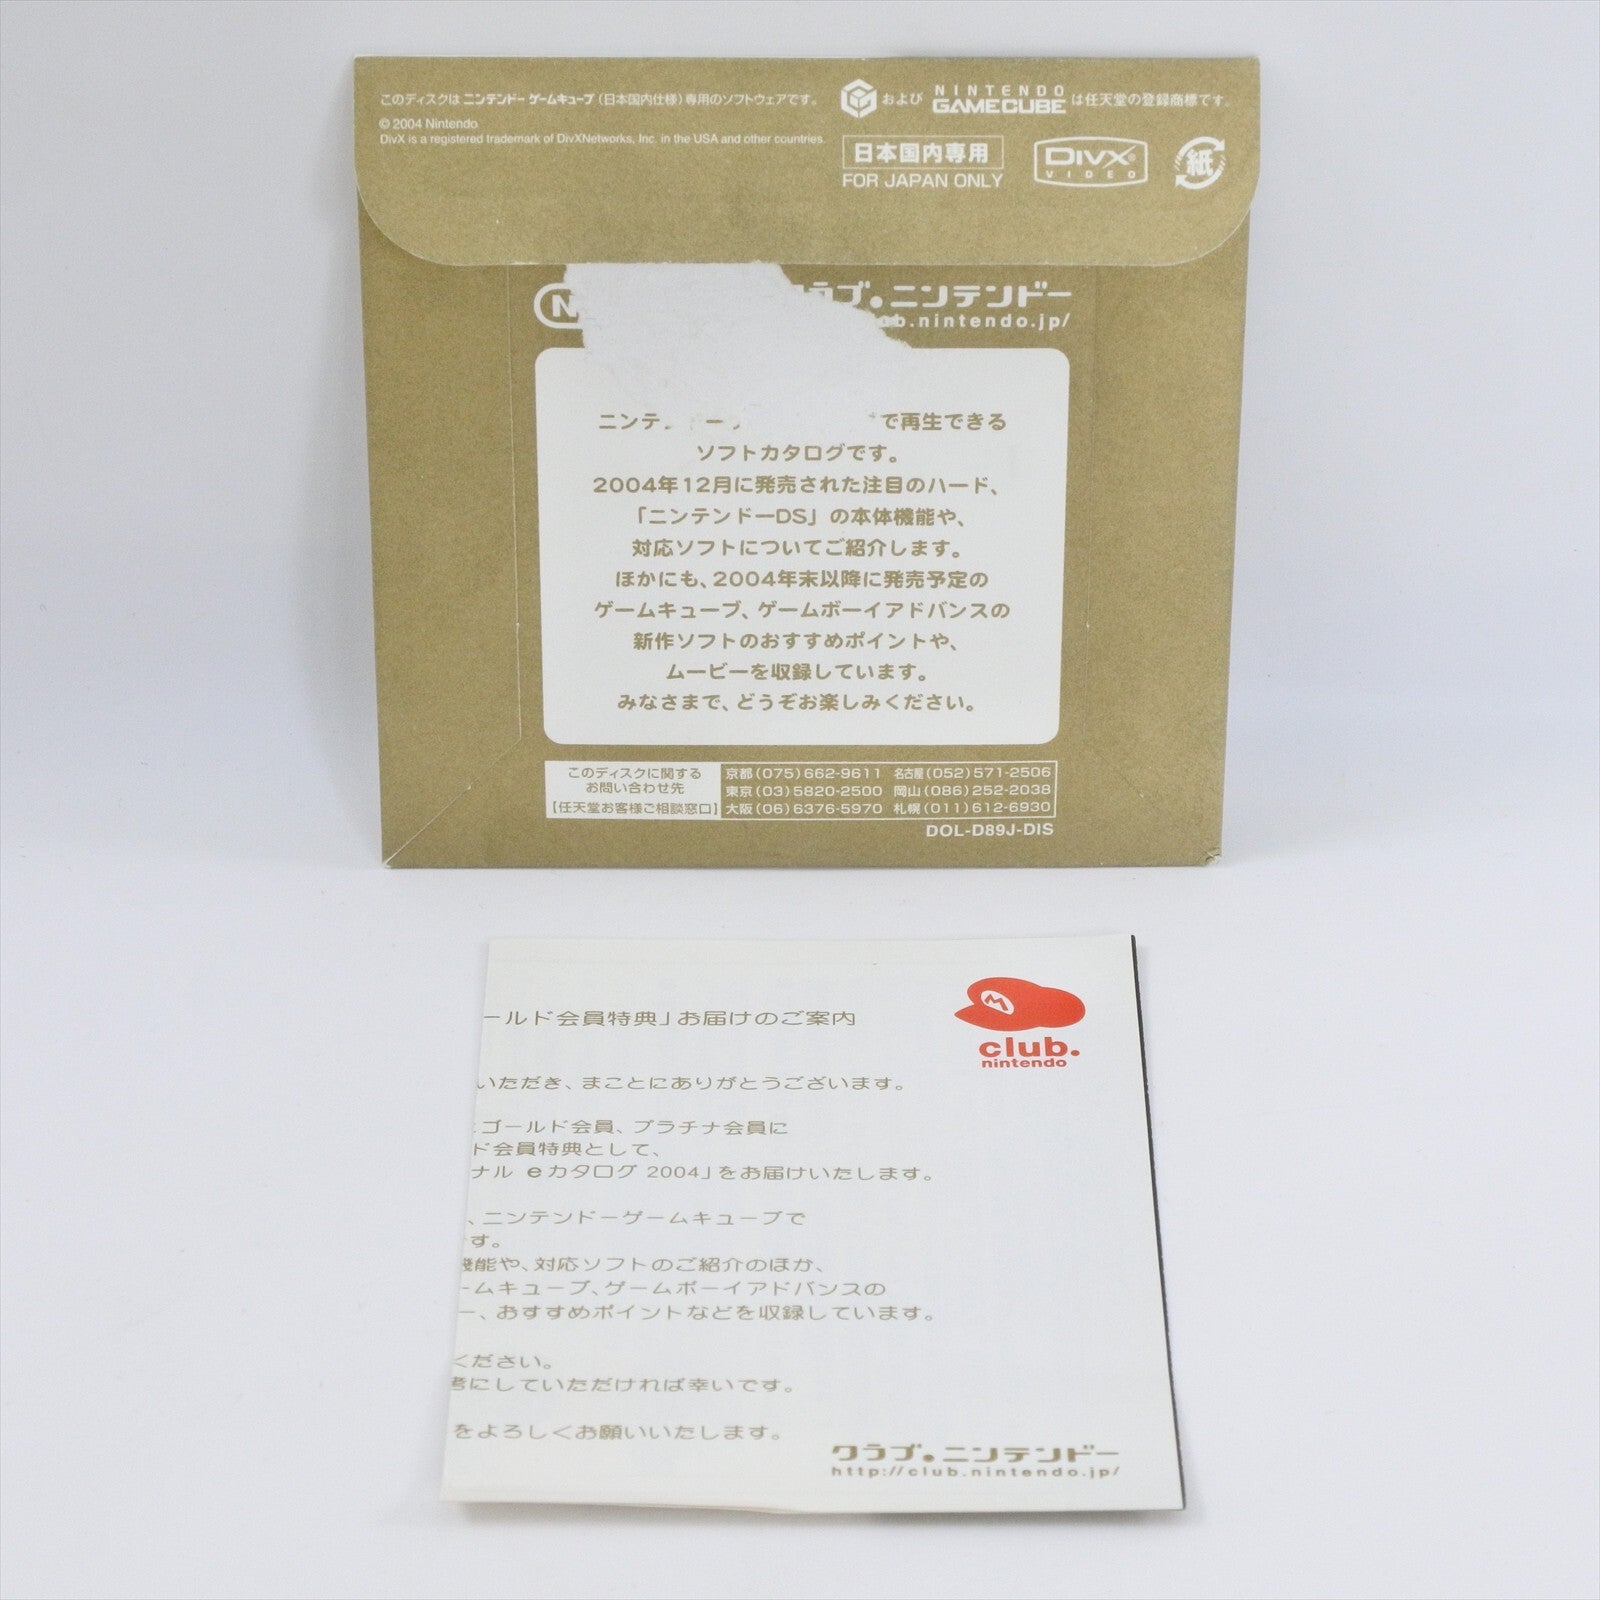 このディスクは ニンテンドー ゲームキューブ (日本国内仕様) 専用のソフトウェアです。
および NINTENDO GAMECUBE は任天堂の登録商標です。
© 2004 Nintendo
DivX is a registered trademark of DivXNetworks, Inc. in the USA and other countries.
日本国内専用
FOR JAPAN ONLY
DIVX®
VIDEO
紙
N
ラブ・ニンテンドー
b.nintendo.jp/
ニンテン で再生できる
ソフトカタログです。
2004年12月に発売された注目のハード、
「ニンテンドーDS」の本体機能や、
対応ソフトについてご紹介します。
ほかにも、2004年末以降に発売予定の
ゲームキューブ、ゲームボーイアドバンスの
新作ソフトのおすすめポイントや、
ムービーを収録しています。
みなさまで、どうぞお楽しみください。
このディスクに関する
お問い合わせ先
【任天堂お客様ご相談窓口】
京都 (075) 662-9611 名古屋 (052) 571-2506
東京 (03) 5820-2500 岡山 (086) 252-2038
大阪 (06) 6376-5970 札幌 (011) 612-6930
DOL-D89J-DIS
M
club.
nintendo
ールド会員特典」お届けのご案内
いただき、まことにありがとうございます。
ゴールド会員、プラチナ会員に
ド会員特典として、
ナル eカタログ 2004」をお届けいたします。
、ニンテンドーゲームキューブで
す。
機能や、対応ソフトのご紹介のほか、
ームキューブ、ゲームボーイアドバンスの
ー、おすすめポイントなどを収録しています。
ください。
考にしていただければ幸いです。
をよろしくお願いいたします。
クラブ・ニンテンドー
http://club.nintendo.jp/